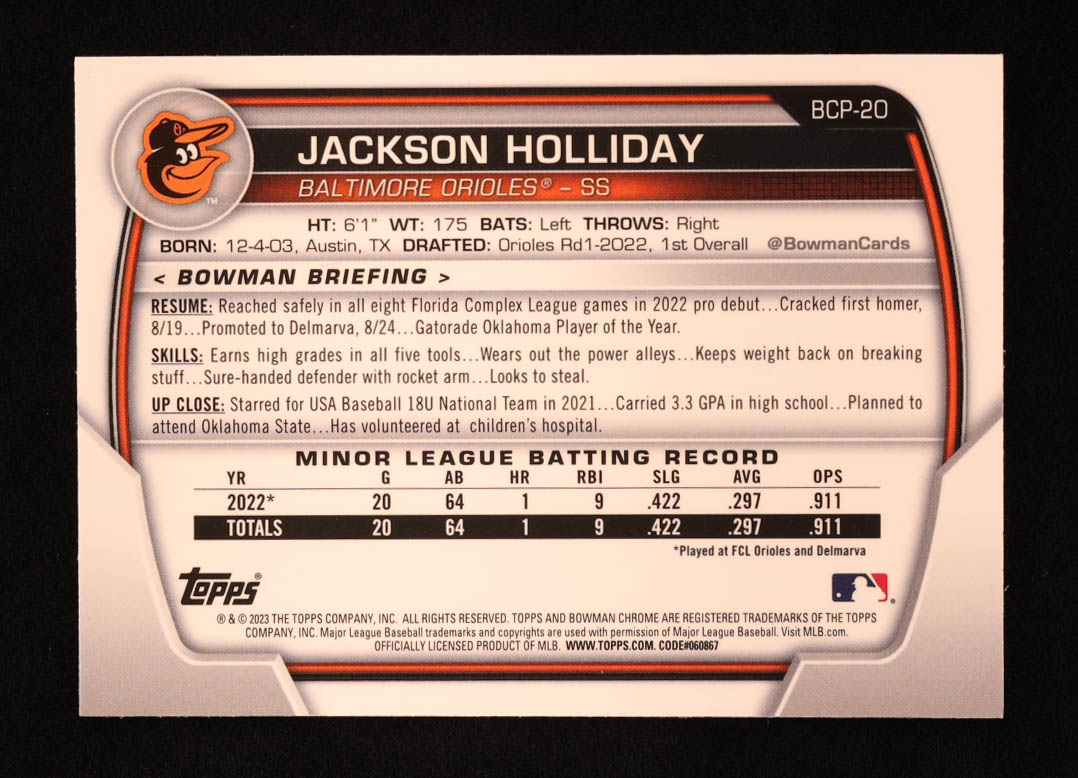 BCP-20
JACKSON HOLLIDAY
BALTIMORE ORIOLES® – SS
HT: 6'1" WT: 175 BATS: Left THROWS: Right
BORN: 12-4-03, Austin, TX DRAFTED: Orioles Rd1-2022, 1st Overall @BowmanCards
< BOWMAN BRIEFING >
RESUME: Reached safely in all eight Florida Complex League games in 2022 pro debut...Cracked first homer,
8/19...Promoted to Delmarva, 8/24...Gatorade Oklahoma Player of the Year.
SKILLS: Earns high grades in all five tools...Wears out the power alleys...Keeps weight back on breaking
stuff...Sure-handed defender with rocket arm...Looks to steal.
UP CLOSE: Starred for USA Baseball 18U National Team in 2021...Carried 3.3 GPA in high school...Planned to
attend Oklahoma State...Has volunteered at children's hospital.
MINOR LEAGUE BATTING RECORD
YR G AB HR RBI SLG AVG OPS
2022* 20 64 1 9 .422 .297 .911
TOTALS 20 64 1 9 .422 .297 .911
*Played at FCL Orioles and Delmarva
Topps®
® & © 2023 THE TOPPS COMPANY, INC. ALL RIGHTS RESERVED. TOPPS AND BOWMAN CHROME ARE REGISTERED TRADEMARKS OF THE TOPPS
COMPANY, INC. Major League Baseball trademarks and copyrights are used with permission of Major League Baseball. Visit MLB.com.
OFFICIALLY LICENSED PRODUCT OF MLB. WWW.TOPPS.COM. CODE#060867